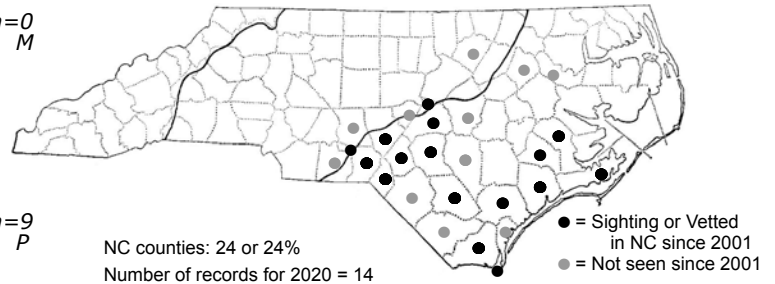 n=0
M
n=9
P
NC counties: 24 or 24%
Number of records for 2020 = 14
● = Sighting or Vetted
in NC since 2001
● = Not seen since 2001